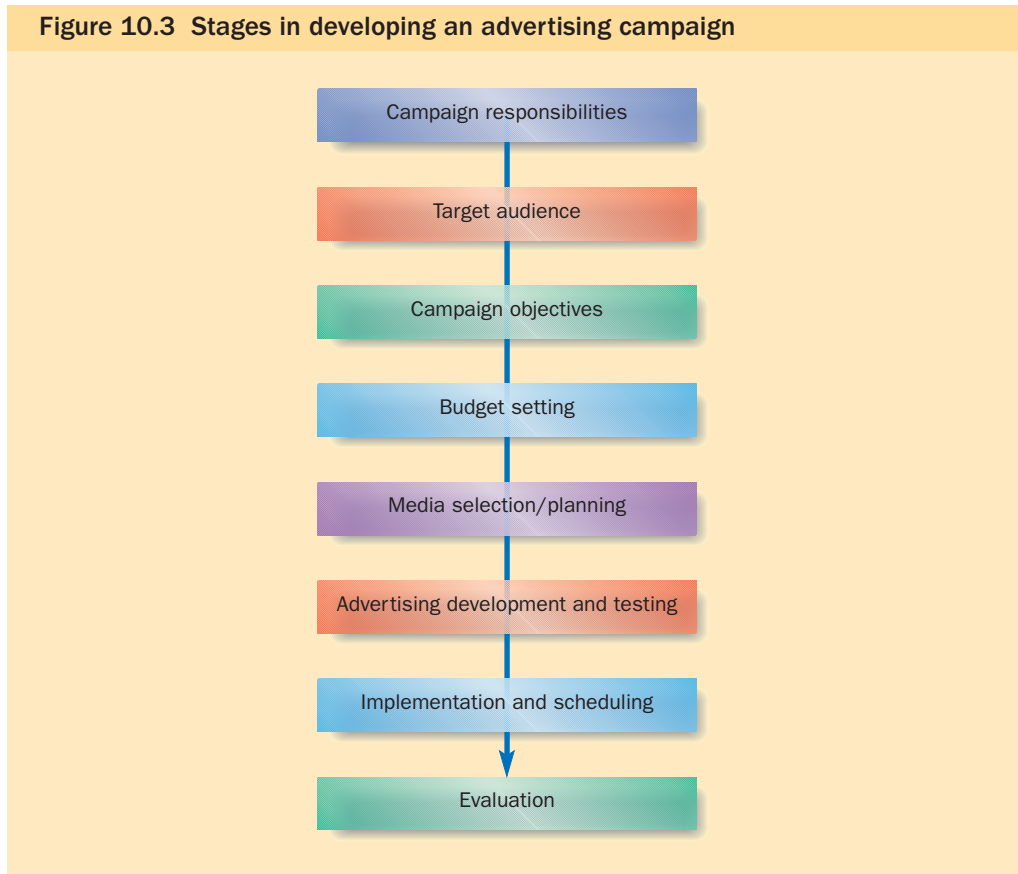 Figure 10.3 Stages in developing an advertising campaign
Campaign responsibilities
Target audience
Campaign objectives
Budget setting
Media selection/planning
Advertising development and testing
Implementation and scheduling
Evaluation